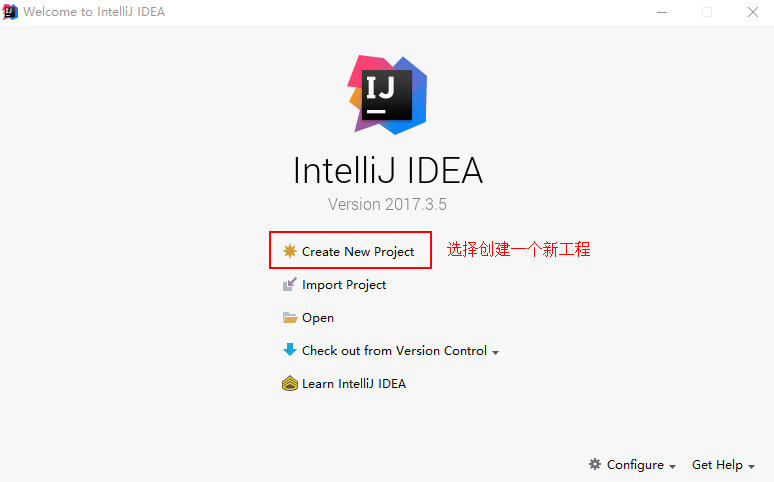 Welcome to IntelliJ IDEA
IJ
IntelliJ IDEA
Version 2017.3.5
Create New Project 选择创建一个新工程
Import Project
Open
Check out from Version Control
Learn IntelliJ IDEA
Configure Get Help